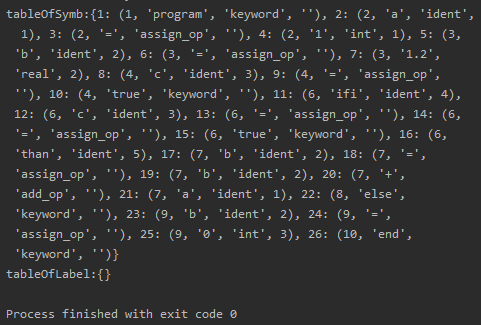 tableOfSymb:{1: (1, 'program', 'keyword', ''), 2: (2, 'a', 'ident',
1), 3: (2, '=', 'assign_op', ''), 4: (2, '1', 'int', 1), 5: (3,
'b', 'ident', 2), 6: (3, '=', 'assign_op', ''), 7: (3, '1.2',
'real', 2), 8: (4, 'c', 'ident', 3), 9: (4, '=', 'assign_op',
''), 10: (4, 'true', 'keyword', ''), 11: (6, 'ifi', 'ident', 4),
12: (6, 'c', 'ident', 3), 13: (6, '=', 'assign_op', ''), 14: (6,
'=', 'assign_op', ''), 15: (6, 'true', 'keyword', ''), 16: (6,
'than', 'ident', 5), 17: (7, 'b', 'ident', 2), 18: (7, '=',
'assign_op', ''), 19: (7, 'b', 'ident', 2), 20: (7, '+',
'add_op', ''), 21: (7, 'a', 'ident', 1), 22: (8, 'else',
'keyword', ''), 23: (9, 'b', 'ident', 2), 24: (9, '=',
'assign_op', ''), 25: (9, '0', 'int', 3), 26: (10, 'end',
'keyword', '')}
tableOfLabel:{}
Process finished with exit code 0